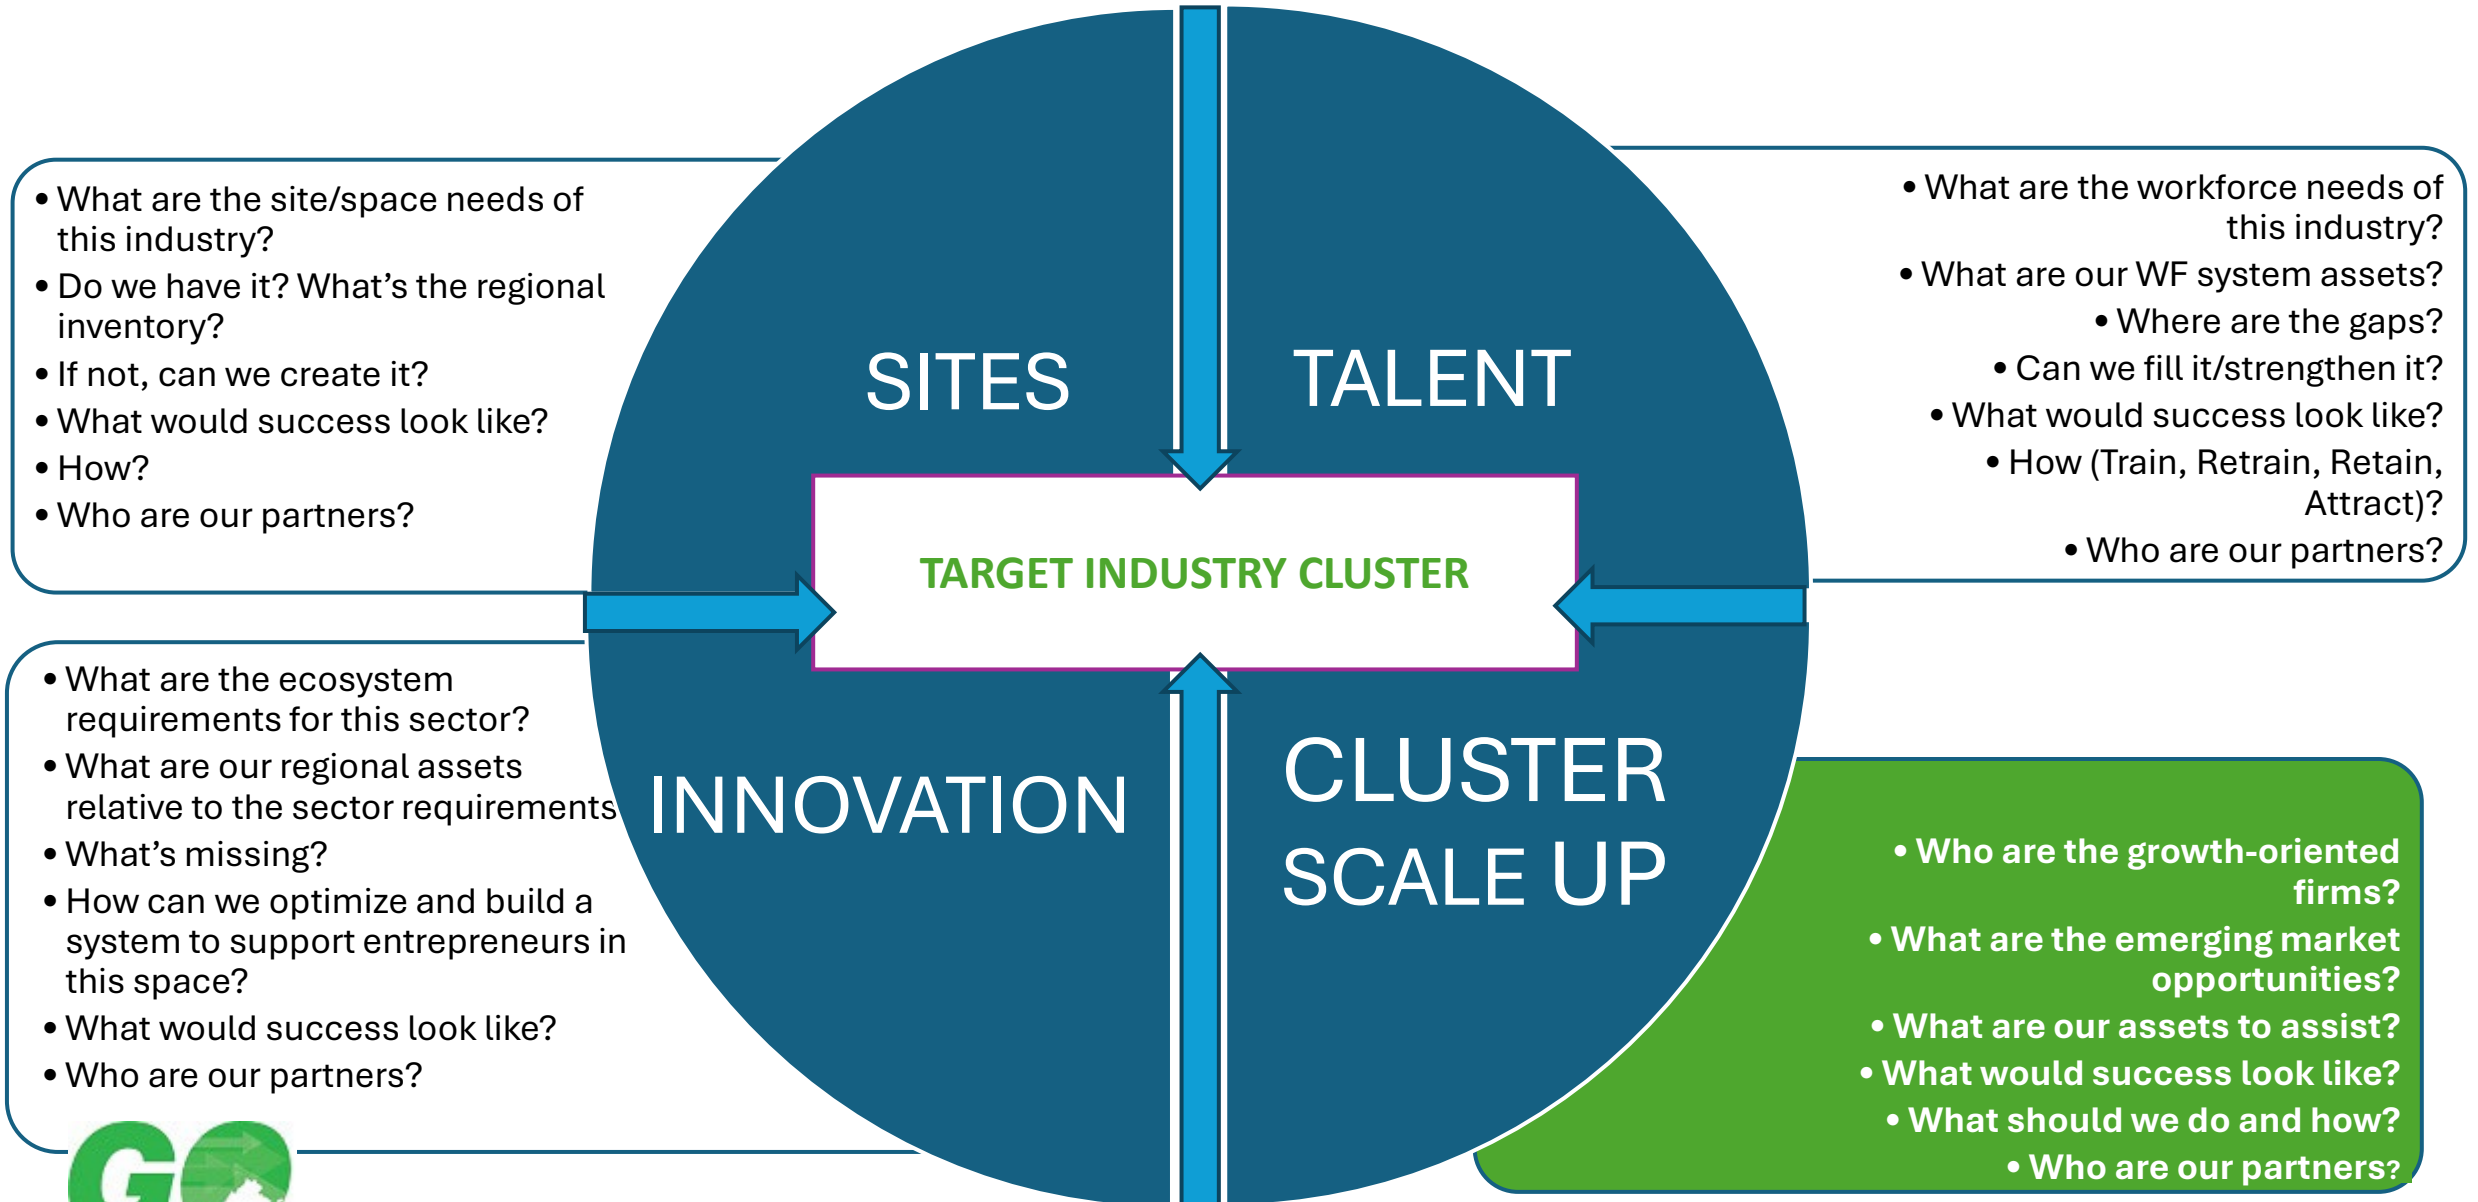 • What are the site/space needs of
this industry?
• Do we have it? What’s the regional
inventory?
• If not, can we create it?
• What would success look like?
• How?
• Who are our partners?
SITES
TALENT
• What are the workforce needs of
this industry?
• What are our WF system assets?
• Where are the gaps?
• Can we fill it/strengthen it?
• What would success look like?
• How (Train, Retrain, Retain,
Attract)?
• Who are our partners?
TARGET INDUSTRY CLUSTER
• What are the ecosystem
requirements for this sector?
• What are our regional assets
relative to the sector requirements
• What’s missing?
• How can we optimize and build a
system to support entrepreneurs in
this space?
• What would success look like?
• Who are our partners?
INNOVATION
CLUSTER
SCALE UP
• Who are the growth-oriented
firms?
• What are the emerging market
opportunities?
• What are our assets to assist?
• What would success look like?
• What should we do and how?
• Who are our partners?
GO